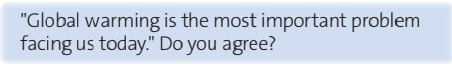 "Global warming is the most important problem
facing us today." Do you agree?